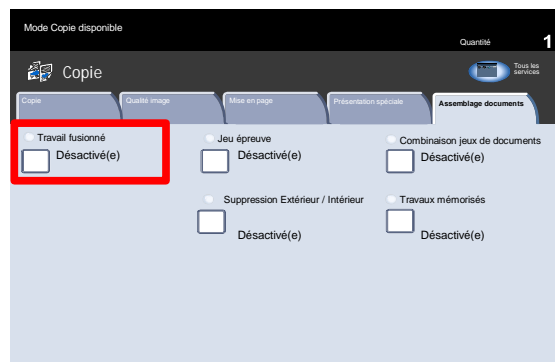 Mode Copie disponible
Quantité 1
Copie
Tous les
services
Copie
Qualité image
Mise en page
Présentation spéciale
Assemblage documents
Travail fusionné
Désactivé(e)
Jeu épreuve
Désactivé(e)
Combinaison jeux de documents
Désactivé(e)
Suppression Extérieur / Intérieur
Désactivé(e)
Travaux mémorisés
Désactivé(e)